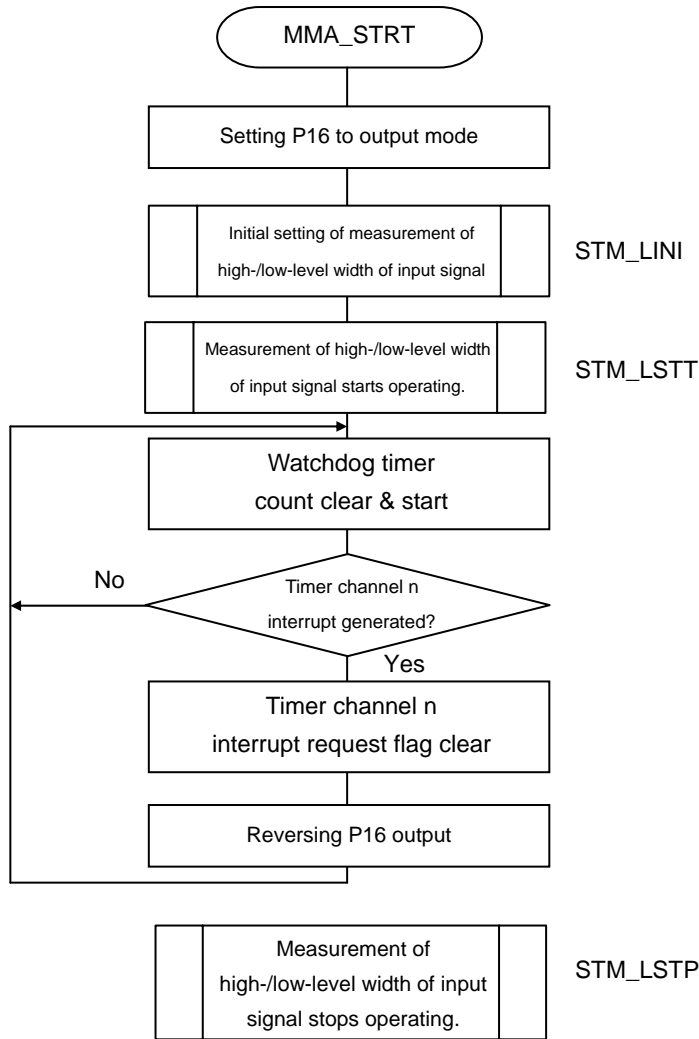 MMA_STRT
Setting P16 to output mode
Initial setting of measurement of
high-/low-level width of input signal
STM_LINI
Measurement of high-/low-level width
of input signal starts operating.
STM_LSTT
Watchdog timer
count clear & start
No
Timer channel n
interrupt generated?
Yes
Timer channel n
interrupt request flag clear
Reversing P16 output
Measurement of
high-/low-level width of input
signal stops operating.
STM_LSTP